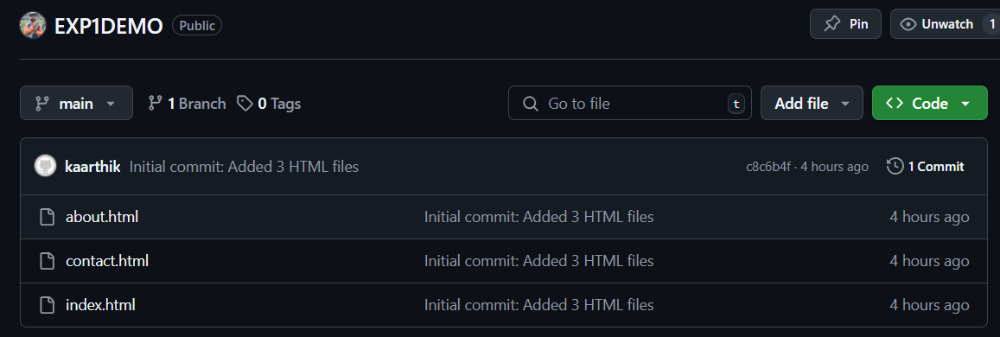 EXP1DEMO Public Pin Unwatch 1
main 1 Branch 0 Tags Go to file t Add file Code
kaarthik Initial commit: Added 3 HTML files c8c6b4f · 4 hours ago 1 Commit
about.html Initial commit: Added 3 HTML files 4 hours ago
contact.html Initial commit: Added 3 HTML files 4 hours ago
index.html Initial commit: Added 3 HTML files 4 hours ago